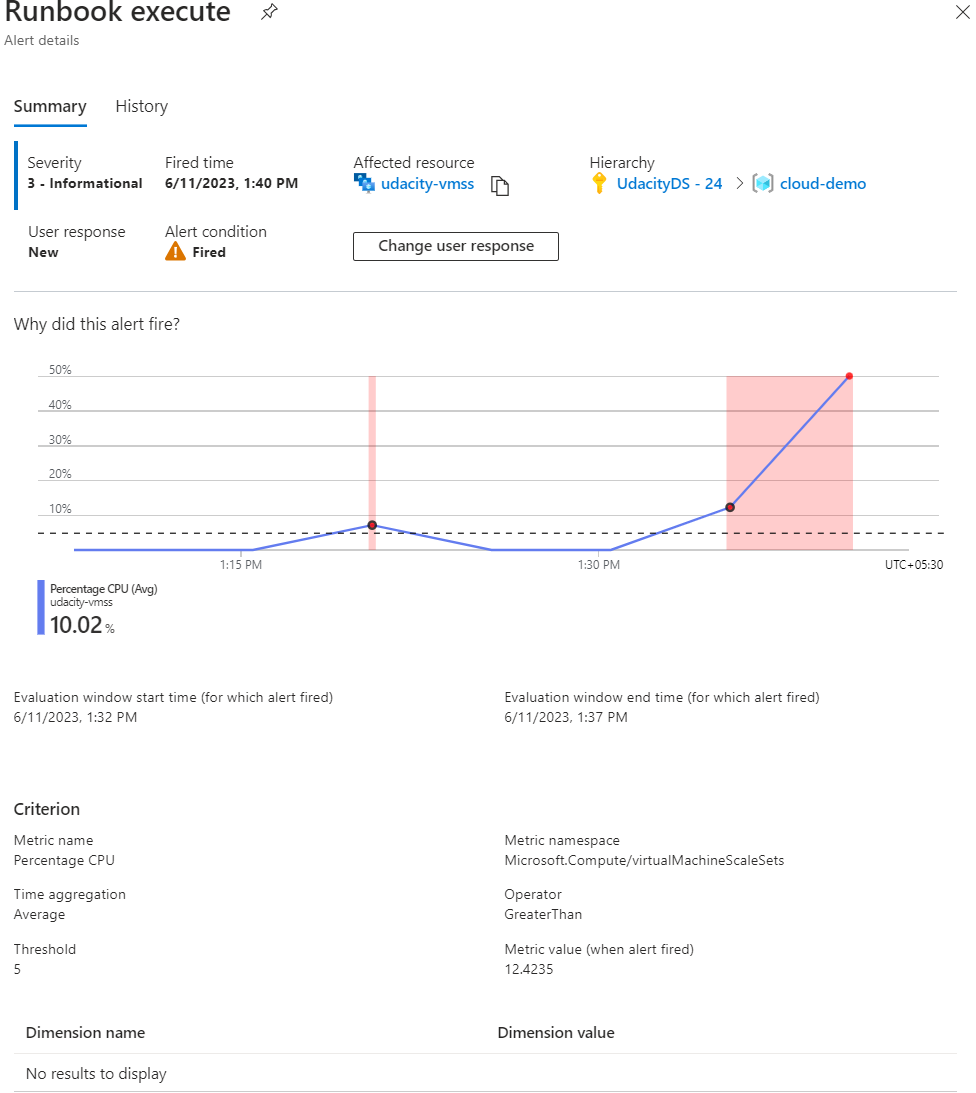 Runbook execute
Alert details
Summary History
Severity Fired time Affected resource Hierarchy
3 - Informational 6/11/2023, 1:40 PM udacity-vmss UdacityDS - 24 > cloud-demo
User response Alert condition
New Fired Change user response
Why did this alert fire?
50%
40%
30%
20%
10%
1:15 PM 1:30 PM UTC+05:30
Percentage CPU (Avg)
udacity-vmss
10.02 %
Evaluation window start time (for which alert fired) Evaluation window end time (for which alert fired)
6/11/2023, 1:32 PM 6/11/2023, 1:37 PM
Criterion
Metric name Metric namespace
Percentage CPU Microsoft.Compute/virtualMachineScaleSets
Time aggregation Operator
Average GreaterThan
Threshold Metric value (when alert fired)
5 12.4235
Dimension name Dimension value
No results to display